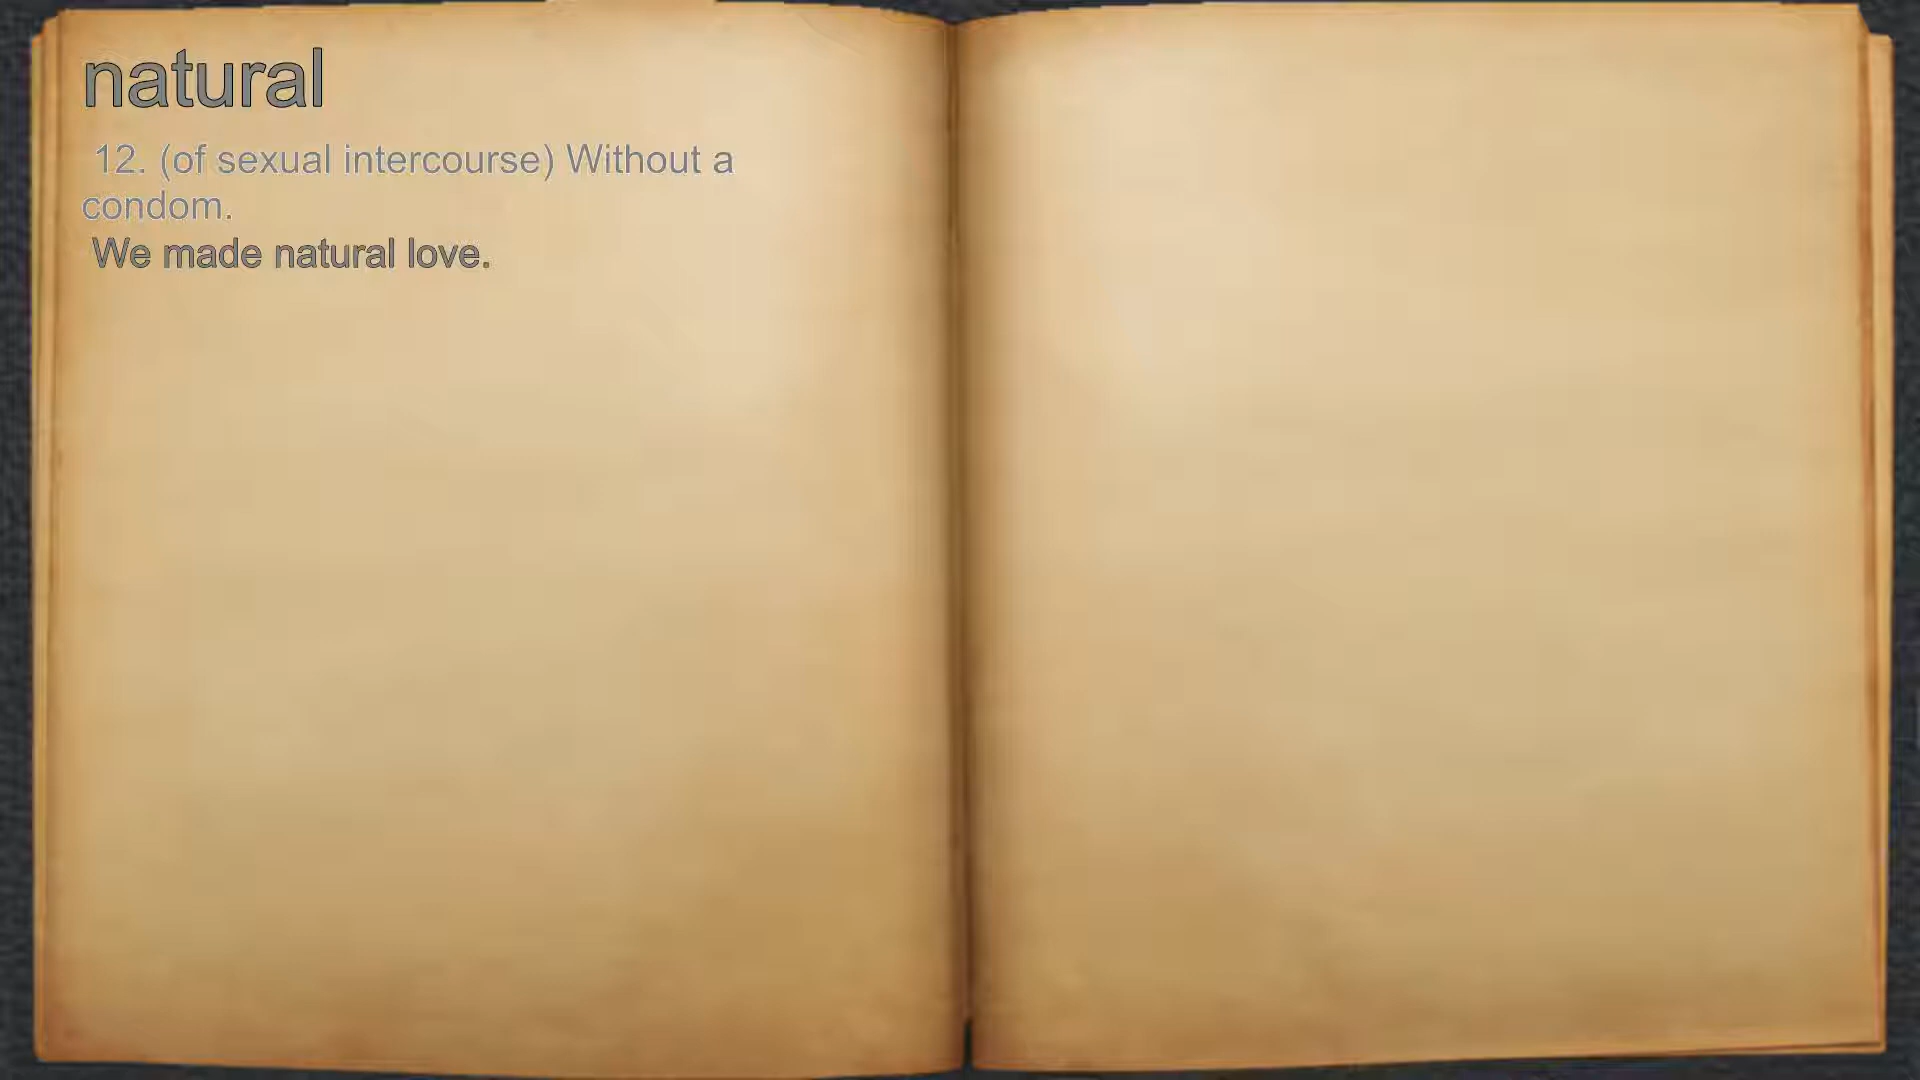 natural
12. (of sexual intercourse) Without a
condom.
We made natural love.